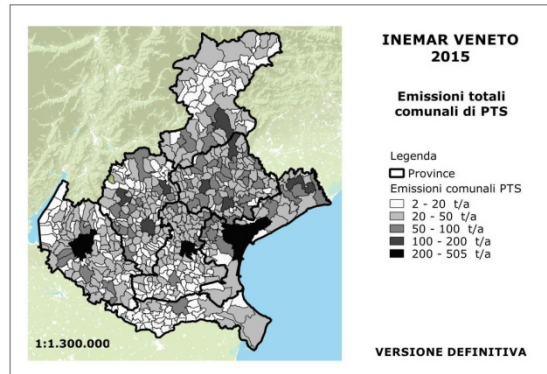 INEMAR VENETO
2015
Emissioni totali
comunali di PTS
Legenda
Province
Emissioni comunali PTS
2 - 20 t/a
20 - 50 t/a
50 - 100 t/a
100 - 200 t/a
200 - 505 t/a
1:1.300.000
VERSIONE DEFINITIVA